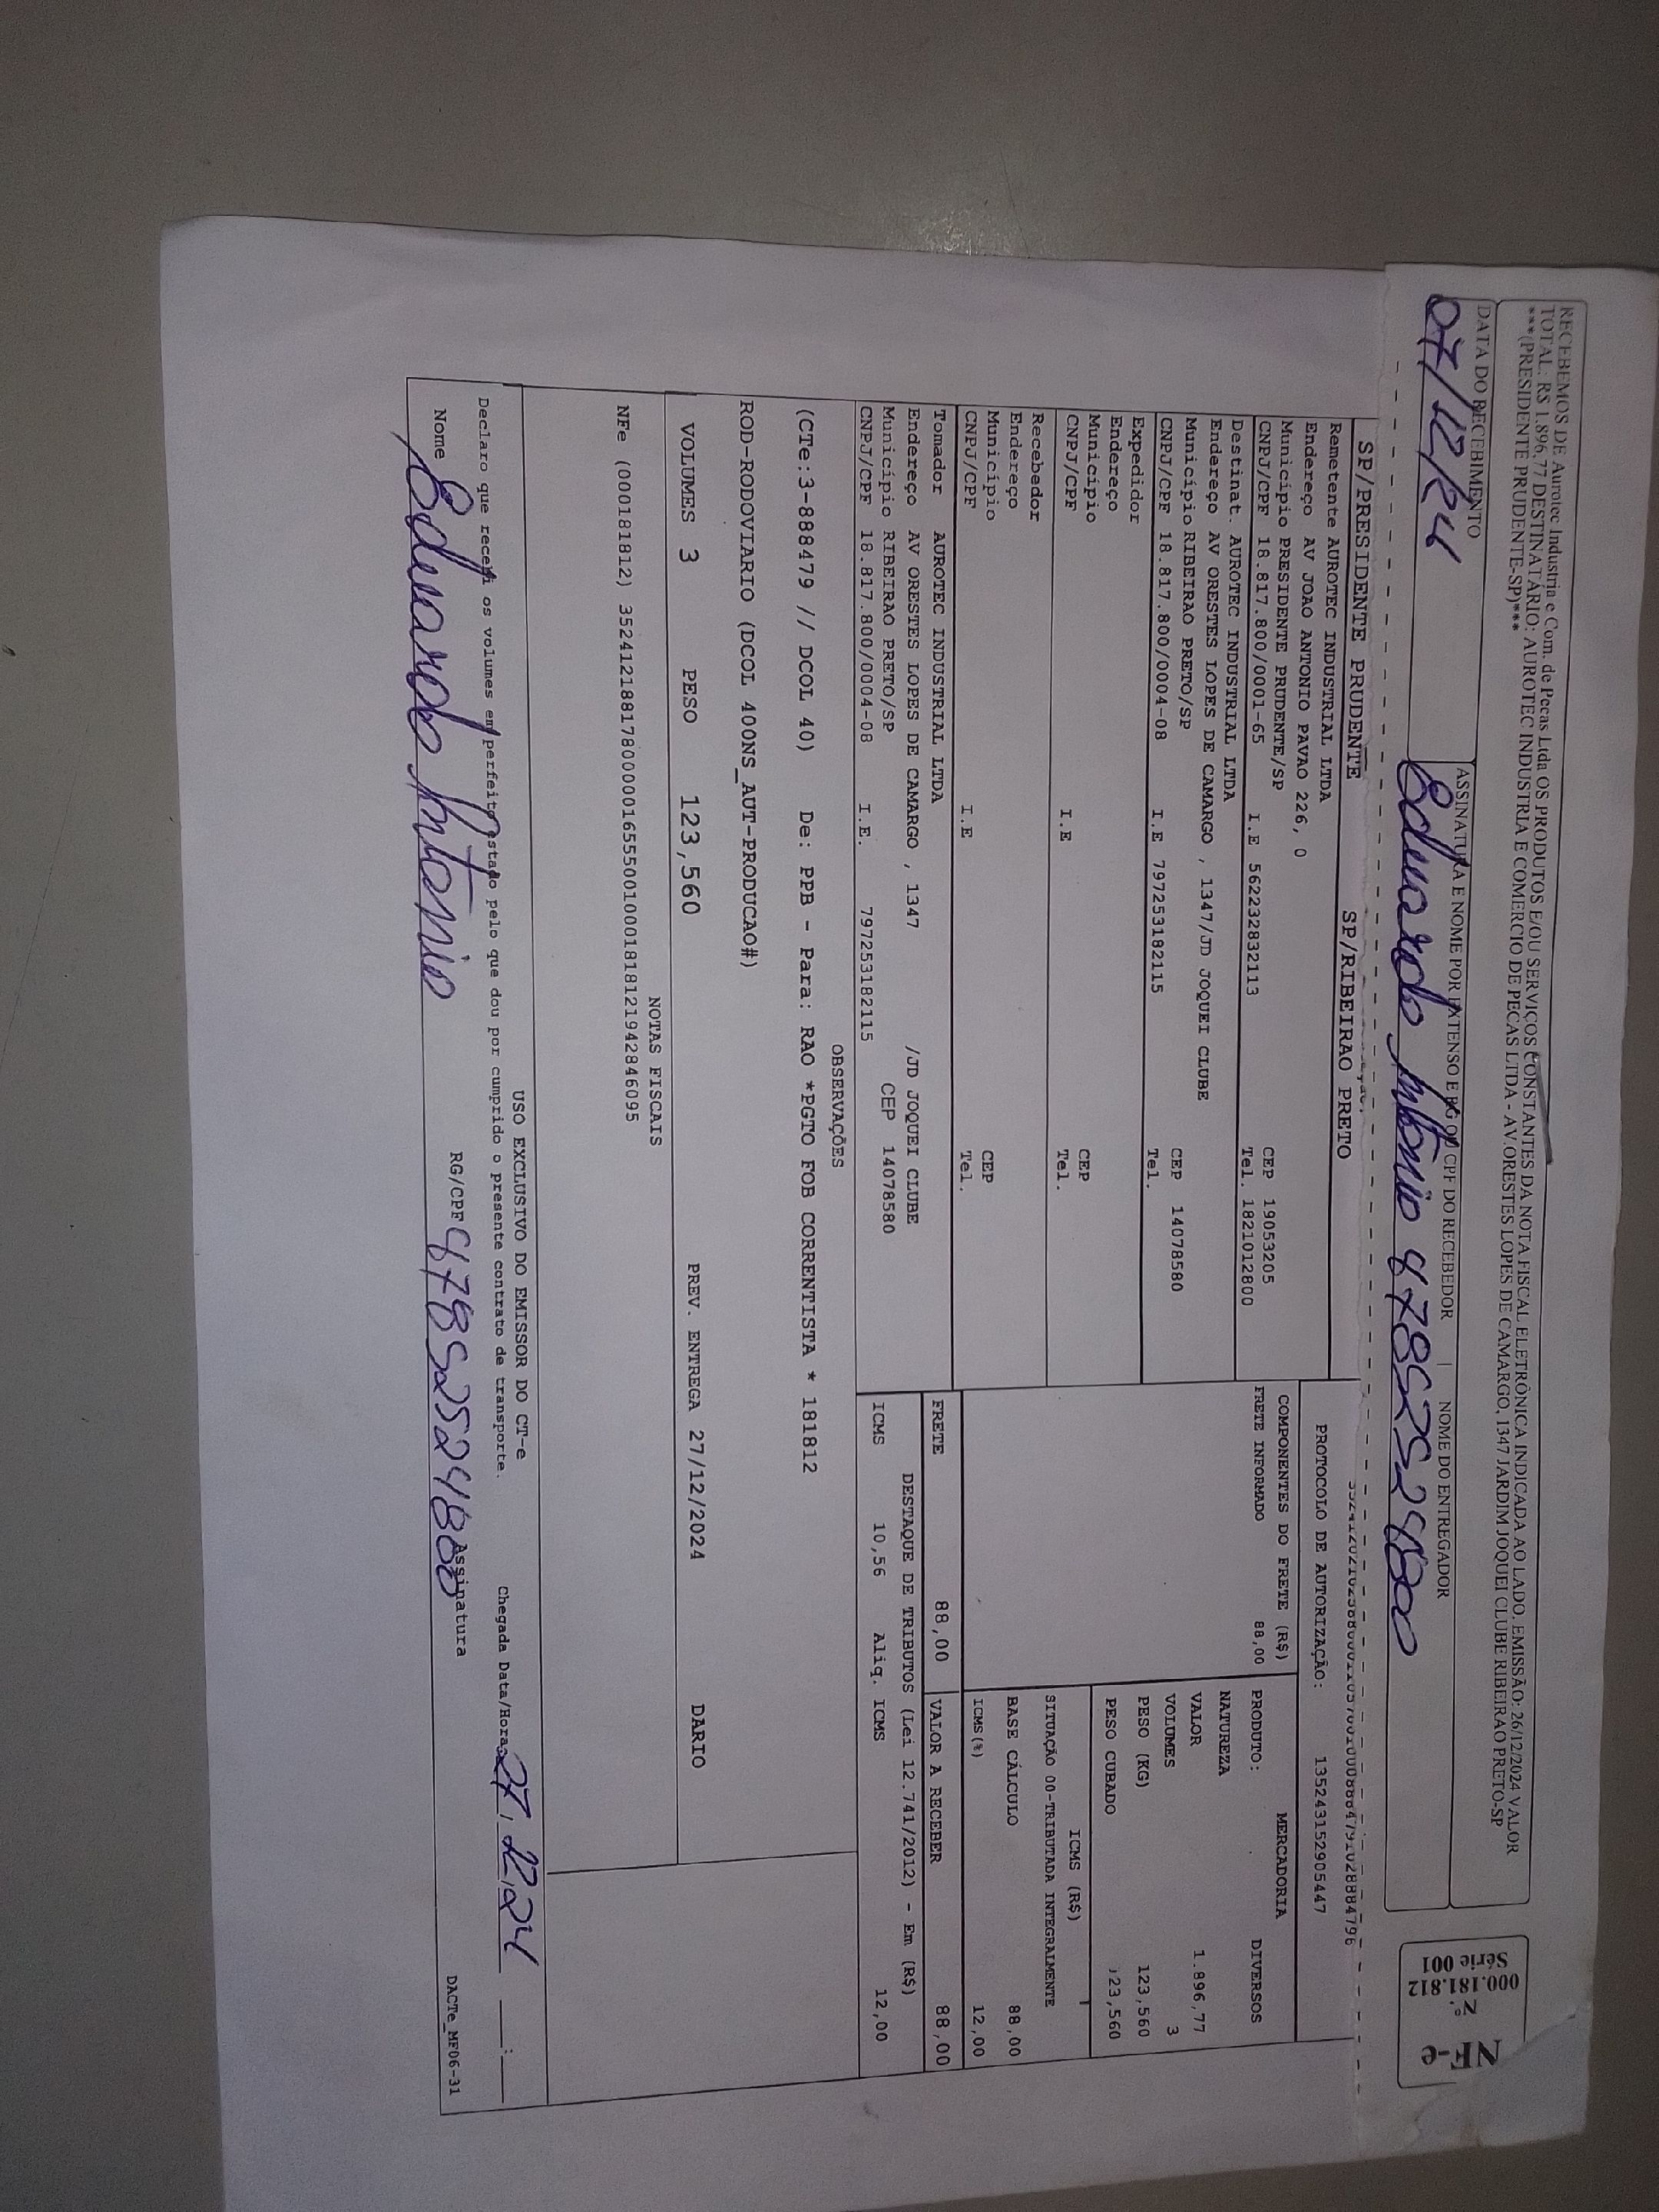 RECEBEMOS DE Aurotec Industria e Com. de Pecas Ltda OS PRODUTOS E/OU SERVIÇOS CONSTANTES DA NOTA FISCAL ELETRÔNICA INDICADA AO LADO. EMISSÃO: 26/12/2024 VALOR
TOTAL: R$ 1.896,77 DESTINATÁRIO: AUROTEC INDUSTRIA E COMERCIO DE PECAS LTDA - AV.ORESTES LOPES DE CAMARGO, 1347 JARDIM JOQUEI CLUBE RIBEIRAO PRETO-SP
***(PRESIDENTE PRUDENTE-SP)***
DATA DO RECEBIMENTO
ASSINATURA E NOME POR EXTENSO E RG OU CPF DO RECEBEDOR | NOME DO ENTREGADOR
07/12/24 Eduardo Antônio 47852524800
NF-e
N°.
000.181.812
Série 001
SP/PRESIDENTE PRUDENTE SP/RIBEIRAO PRETO
PROTOCOLO DE AUTORIZAÇÃO: 135243152905447
Remetente AUROTEC INDUSTRIAL LTDA
Endereço AV JOAO ANTONIO PAVAO 226, 0
Município PRESIDENTE PRUDENTE/SP CEP 19053205
CNPJ/CPF 18.817.800/0001-65 I.E 562232832113 Tel. 1821012800
Destinat. AUROTEC INDUSTRIAL LTDA
Endereço AV ORESTES LOPES DE CAMARGO , 1347/JD JOQUEI CLUBE
Município RIBEIRAO PRETO/SP CEP 14078580
CNPJ/CPF 18.817.800/0004-08 I.E 797253182115 Tel.
Expedidor
Endereço
Município CEP
CNPJ/CPF I.E Tel.
Recebedor
Endereço
Município CEP
CNPJ/CPF I.E Tel.
Tomador AUROTEC INDUSTRIAL LTDA
Endereço AV ORESTES LOPES DE CAMARGO , 1347 /JD JOQUEI CLUBE
Município RIBEIRAO PRETO/SP CEP 14078580
CNPJ/CPF 18.817.800/0004-08 I.E. 797253182115
COMPONENTES DO FRETE (R$)
FRETE INFORMADO 88,00
MERCADORIA
PRODUTO: DIVERSOS
NATUREZA
VALOR 1.896,77
VOLUMES 3
PESO (KG) 123,560
PESO CUBADO 123,560
ICMS (R$)
SITUAÇÃO 00-TRIBUTADA INTEGRALMENTE
BASE CÁLCULO 88,00
ICMS(%) 12,00
FRETE 88,00 VALOR A RECEBER 88,00
DESTAQUE DE TRIBUTOS (Lei 12.741/2012) - Em (R$)
ICMS 10,56 Aliq. ICMS 12,00
OBSERVAÇÕES
(CTe:3-888479 // DCOL 40) De: PPB - Para: RAO *PGTO FOB CORRENTISTA * 181812
ROD-RODOVIARIO (DCOL 400NS_AUT-PRODUCAO#)
VOLUMES 3 PESO 123,560 PREV. ENTREGA 27/12/2024 DARIO
NOTAS FISCAIS
NFe (000181812) 35241218817800000165550010001818121942846095
USO EXCLUSIVO DO EMISSOR DO CT-e
Declaro que recebi os volumes em perfeito estado pelo que dou por cumprido o presente contrato de transporte. Chegada Data/Hora: 27, 12, 24 :
Nome Eduardo Antônio RG/CPF 47852524800 Assinatura
DACTe_MF06-31